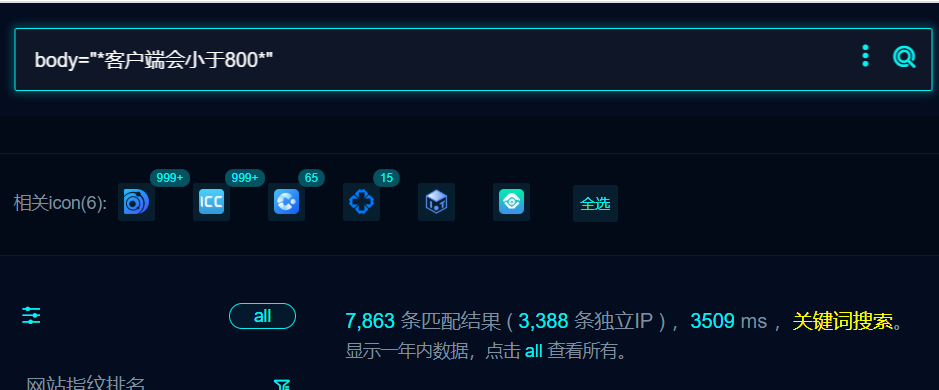 body="*客户端会小于800*"
999+ 999+ 65 15
相关icon(6): ICC 全选
all
7,863 条匹配结果 ( 3,388 条独立IP ) ，3509 ms ，关键词搜索。
显示一年内数据，点击 all 查看所有。
网站指纹排名